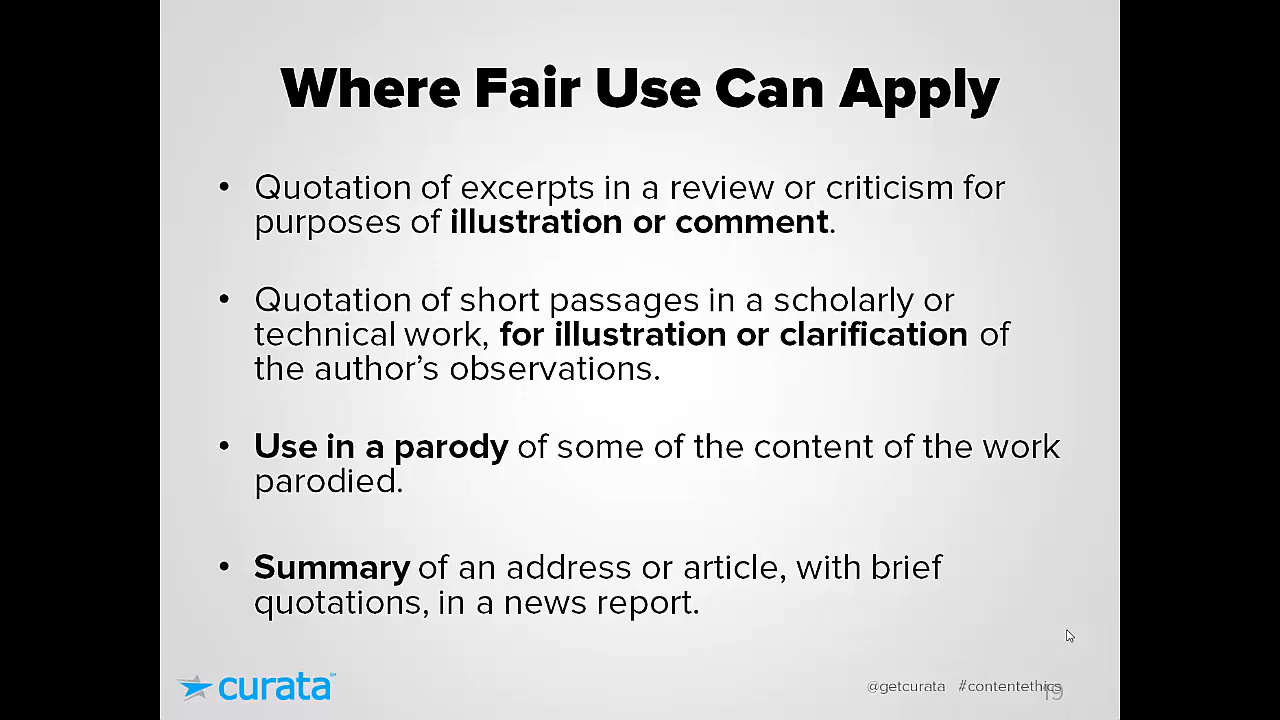 Where Fair Use Can Apply
• Quotation of excerpts in a review or criticism for
purposes of illustration or comment.
• Quotation of short passages in a scholarly or
technical work, for illustration or clarification of
the author’s observations.
• Use in a parody of some of the content of the work
parodied.
• Summary of an address or article, with brief
quotations, in a news report.
curata℠
@getcurata #contentethics
19